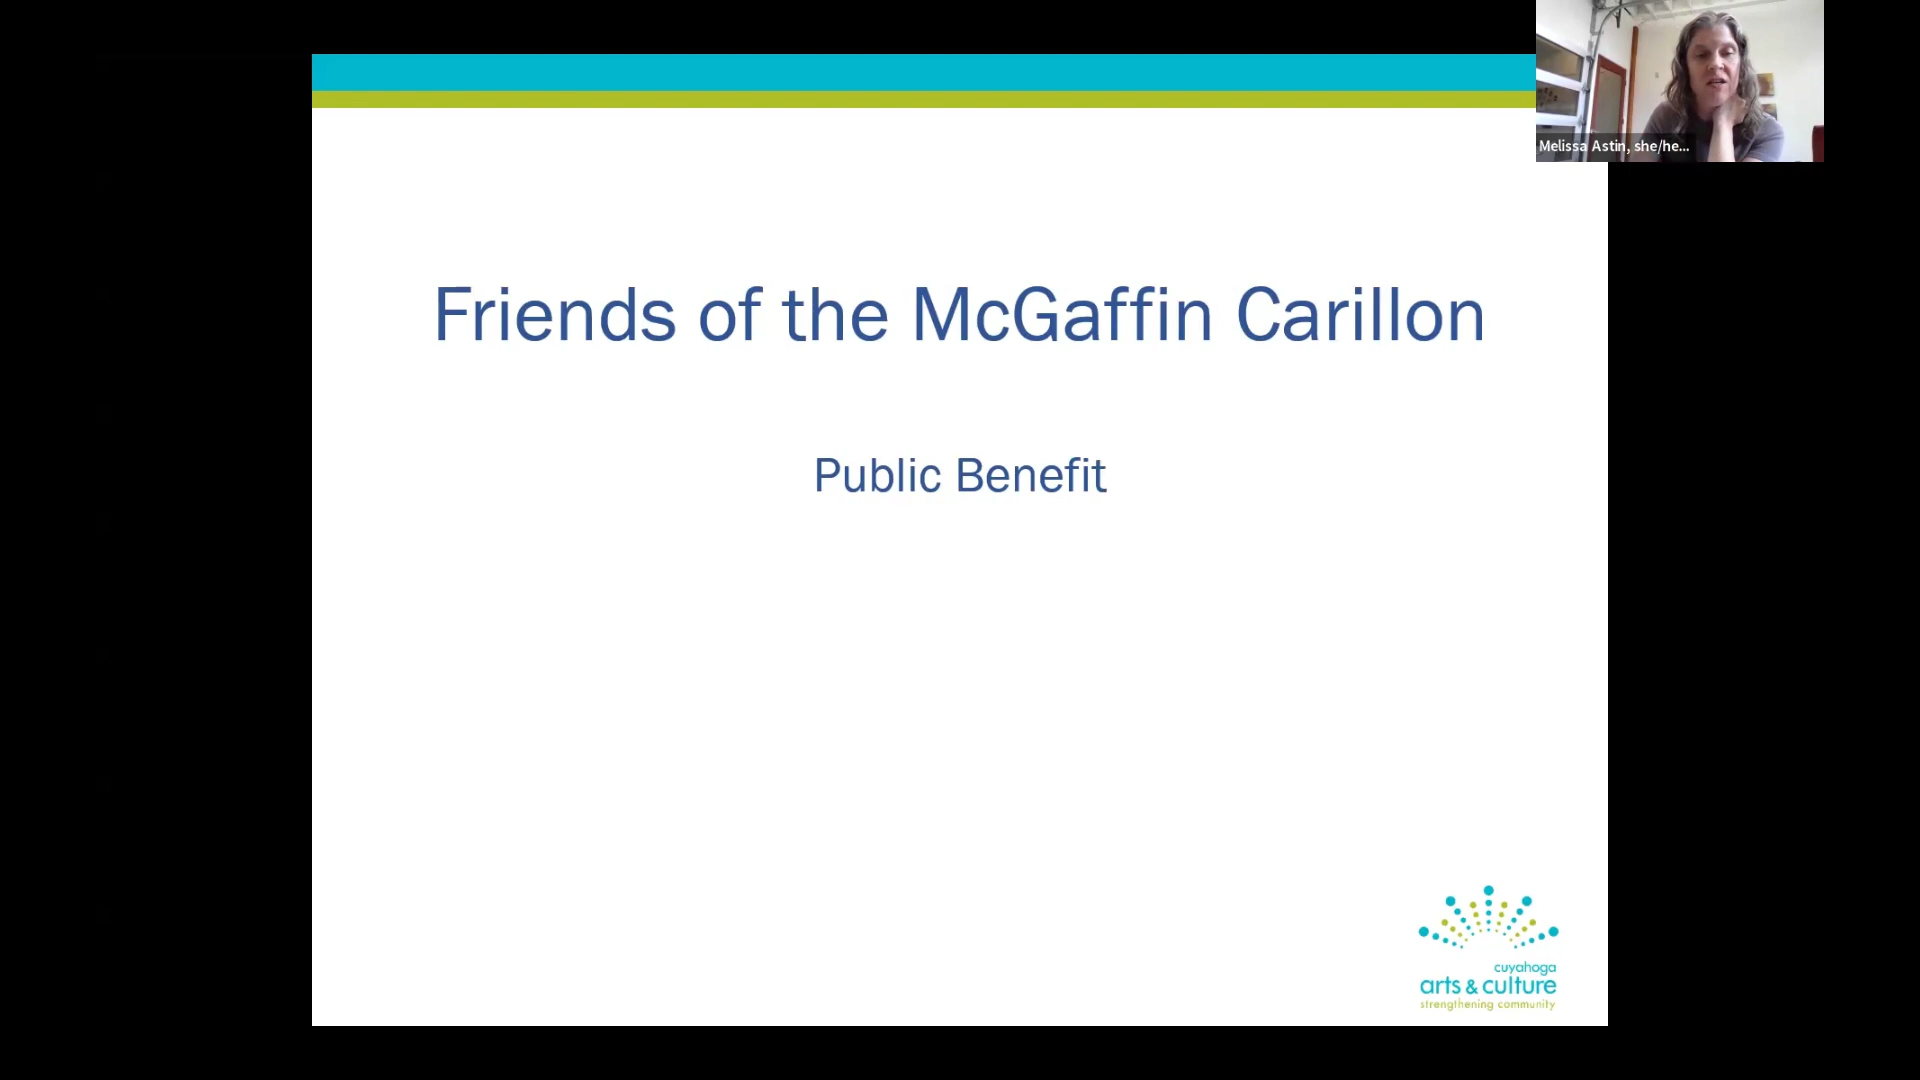 Melissa Astin, she/he...
Friends of the McGaffin Carillon
Public Benefit
cuyahoga
arts & culture
strengthening community